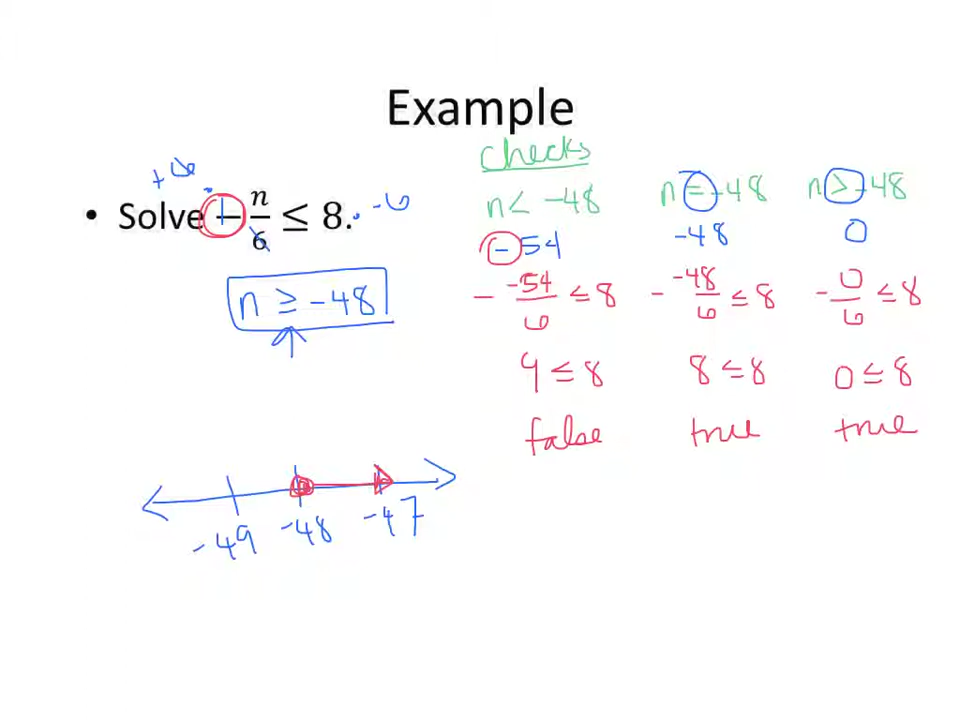 Example
• Solve − n/6 ≤ 8. · -6
n ≥ -48
-49 -48 -47
checks
n < -48
-54
- -54/6 ≤ 8
9 ≤ 8
false
n = -48
-48
- -48/6 ≤ 8
8 ≤ 8
true
n > -48
0
- 0/6 ≤ 8
0 ≤ 8
true